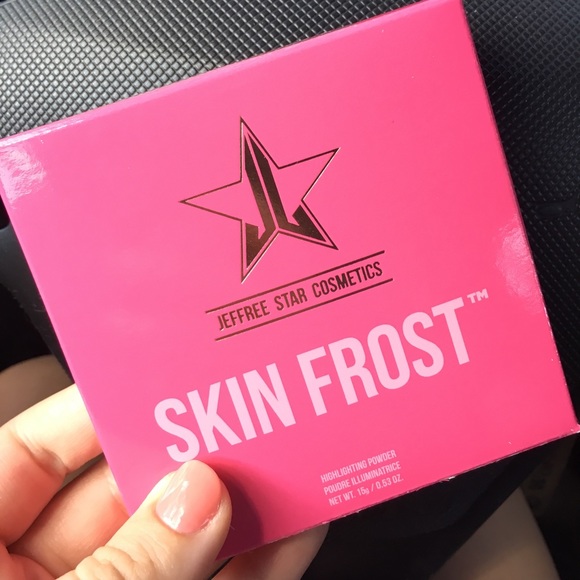 JEFFREE STAR COSMETICS
SKIN FROST™
HIGHLIGHTING POWDER
POUDRE ILLUMINATRICE
NET WT. 15g / 0.53 OZ.